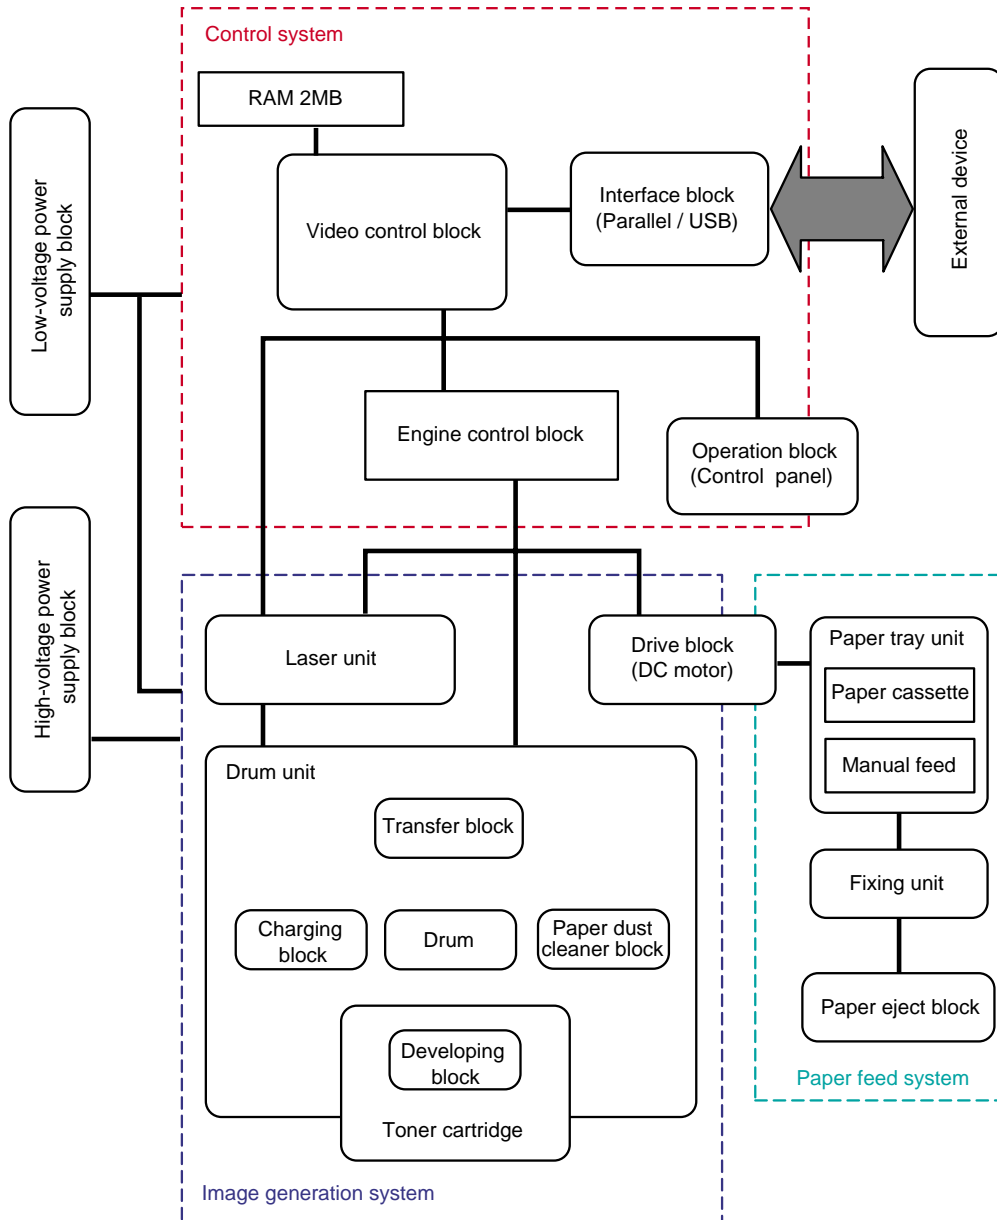 Control system
RAM 2MB
Video control block
Interface block
(Parallel / USB)
External device
Low-voltage power
supply block
Engine control block
Operation block
(Control panel)
High-voltage power
supply block
Laser unit
Drive block
(DC motor)
Paper tray unit
Paper cassette
Manual feed
Drum unit
Transfer block
Charging
block
Drum
Paper dust
cleaner block
Fixing unit
Paper eject block
Developing
block
Toner cartridge
Paper feed system
Image generation system